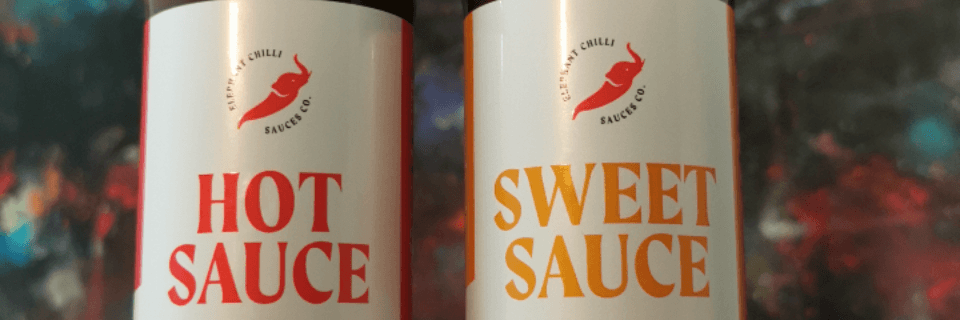 ELEPHANT CHILLI
SAUCES CO.
HOT
SAUCE
ELEPHANT CHILLI
SAUCES CO.
SWEET
SAUCE